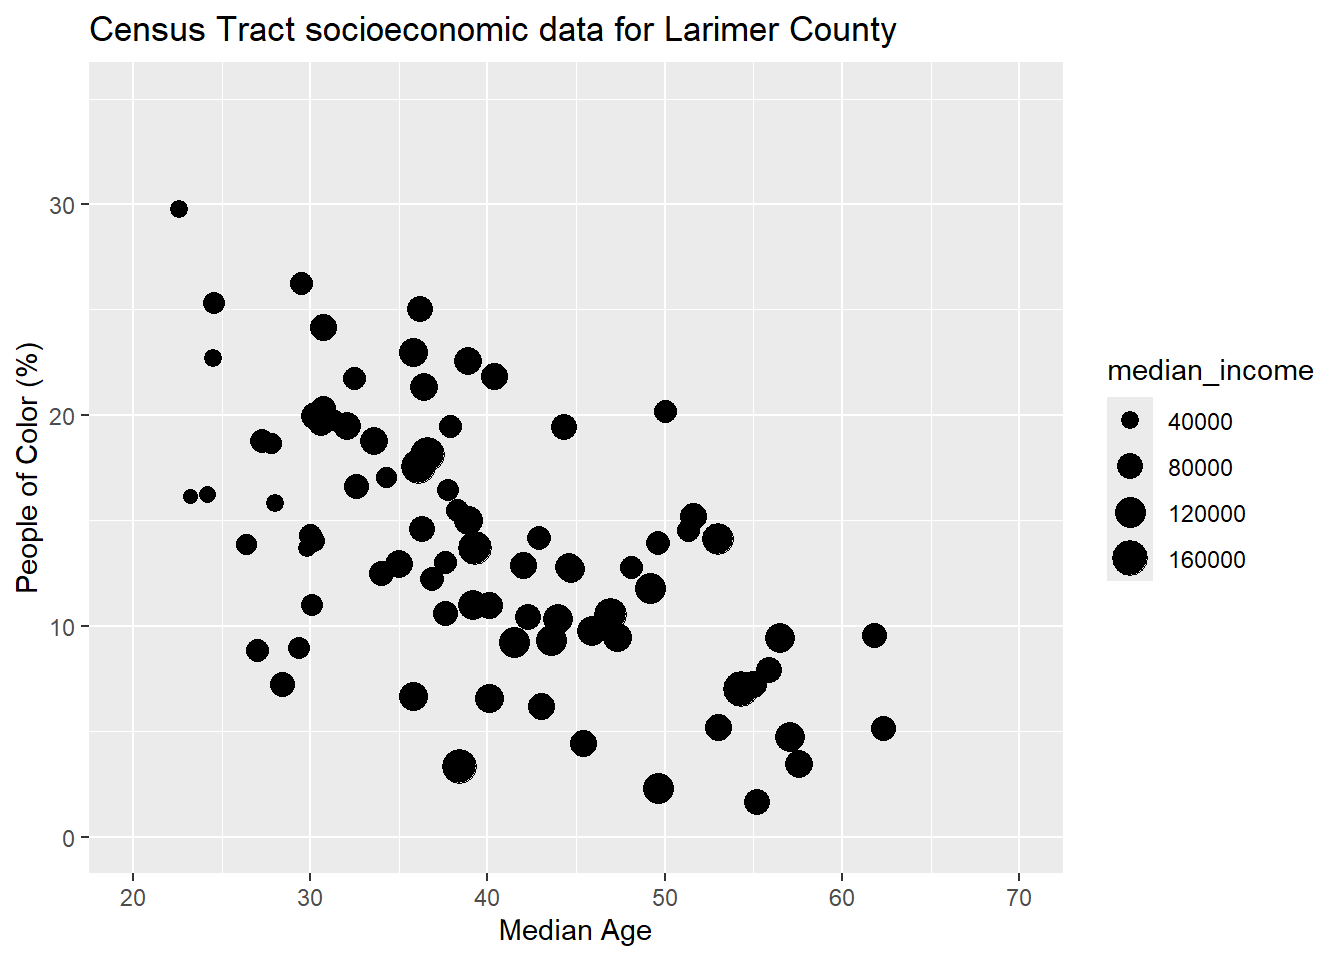 Census Tract socioeconomic data for Larimer County
People of Color (%)
30
20
10
0
20 30 40 50 60 70
Median Age
median_income
40000
80000
120000
160000